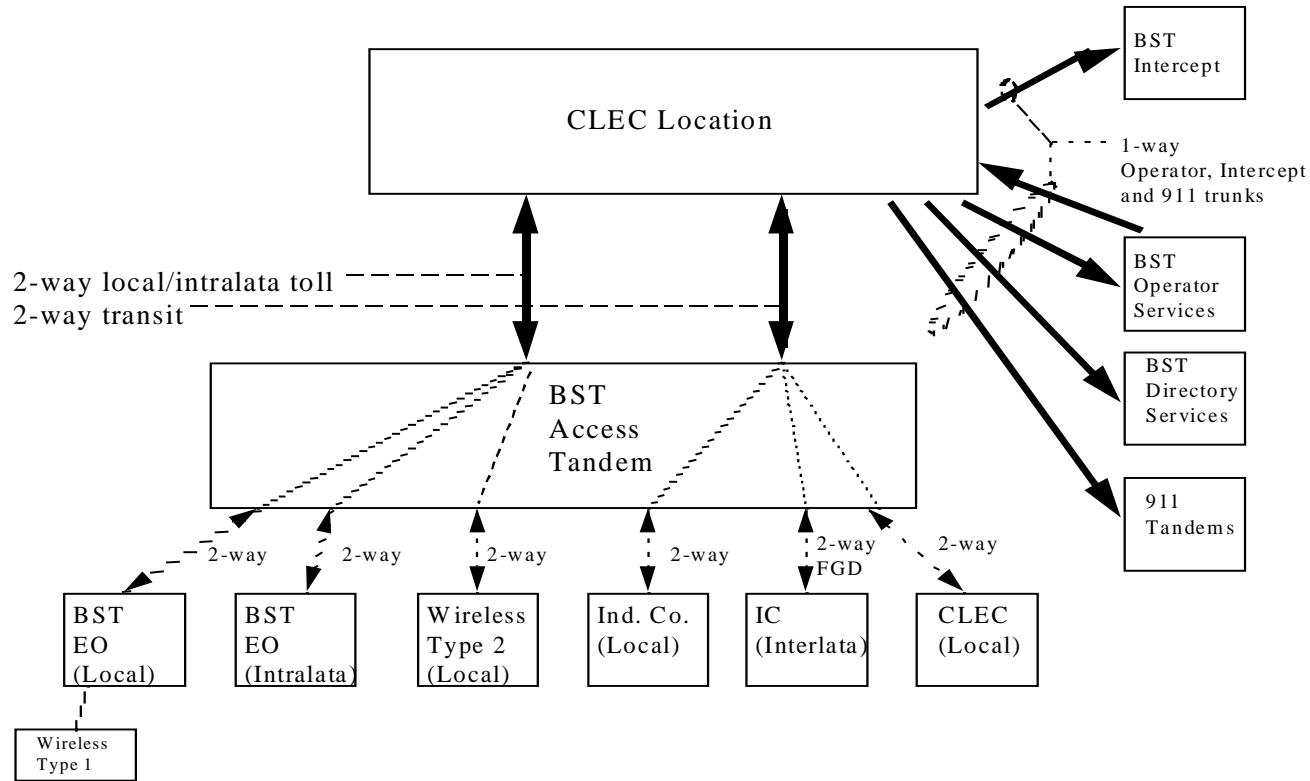 BST
Intercept
CLEC Location
1-way
Operator, Intercept
and 911 trunks
2-way local/intralata toll
2-way transit
BST
Operator
Services
BST
Directory
Services
BST
Access
Tandem
911
Tandems
2-way
2-way
2-way
2-way
2-way
FGD
2-way
BST
EO
(Local)
BST
EO
(Intralata)
Wireless
Type 2
(Local)
Ind. Co.
(Local)
IC
(Interlata)
CLEC
(Local)
Wireless
Type 1